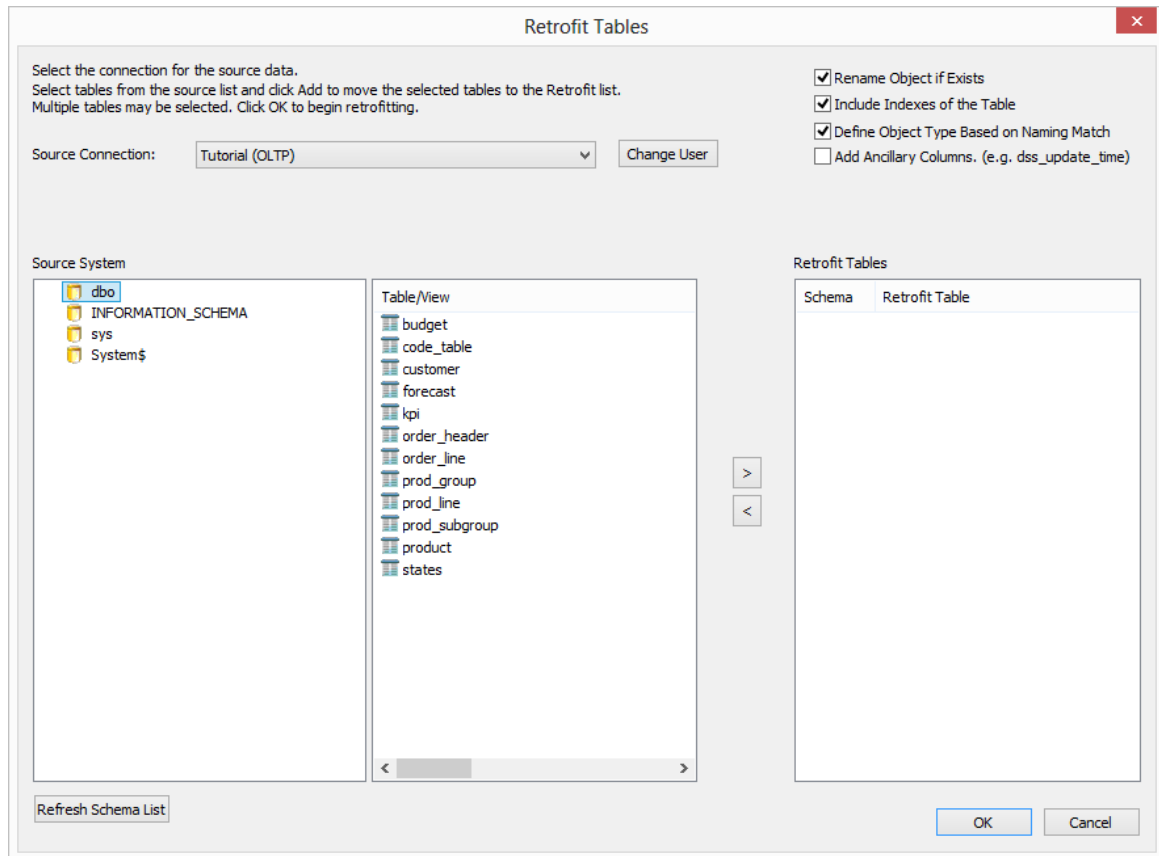 Retrofit Tables
Select the connection for the source data.
Select tables from the source list and click Add to move the selected tables to the Retrofit list.
Multiple tables may be selected. Click OK to begin retrofitting.
Rename Object if Exists
Include Indexes of the Table
Define Object Type Based on Naming Match
Add Ancillary Columns. (e.g. dss_update_time)
Source Connection:
Tutorial (OLTP)
Change User
Source System
dbo
INFORMATION_SCHEMA
sys
System$
Table/View
budget
code_table
customer
forecast
kpi
order_header
order_line
prod_group
prod_line
prod_subgroup
product
states
>
<
Retrofit Tables
Schema Retrofit Table
Refresh Schema List
OK
Cancel